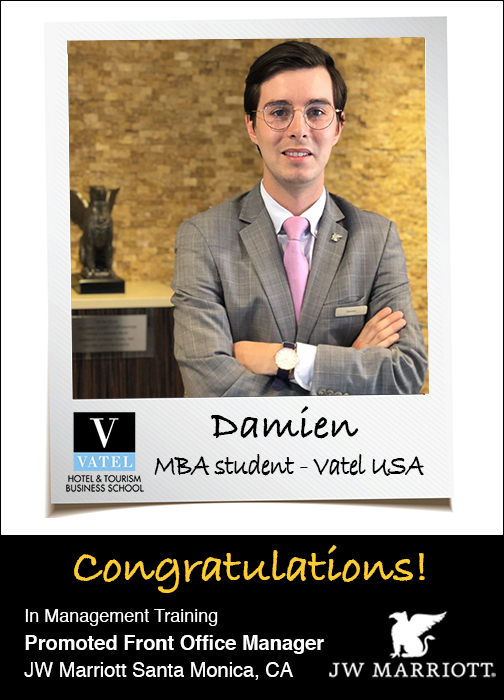 Damien
MBA student - Vatel USA
V
VATEL
HOTEL & TOURISM
BUSINESS SCHOOL
Congratulations!
In Management Training
Promoted Front Office Manager
JW Marriott Santa Monica, CA
JW MARRIOTT